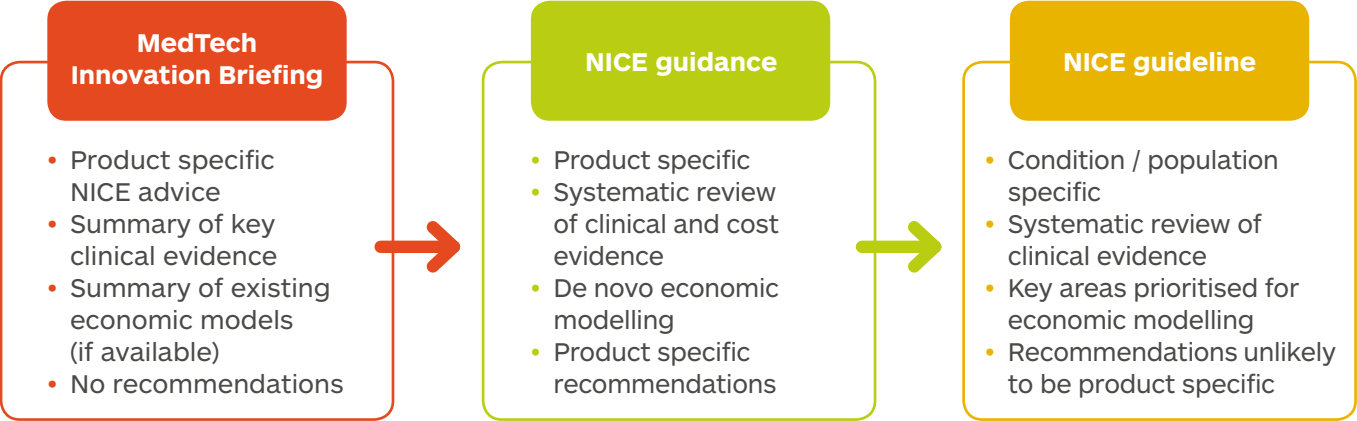 MedTech
Innovation Briefing
• Product specific
NICE advice
• Summary of key
clinical evidence
• Summary of existing
economic models
(if available)
• No recommendations
NICE guidance
• Product specific
• Systematic review
of clinical and cost
evidence
• De novo economic
modelling
• Product specific
recommendations
NICE guideline
• Condition / population
specific
• Systematic review of
clinical evidence
• Key areas prioritised for
economic modelling
• Recommendations unlikely
to be product specific